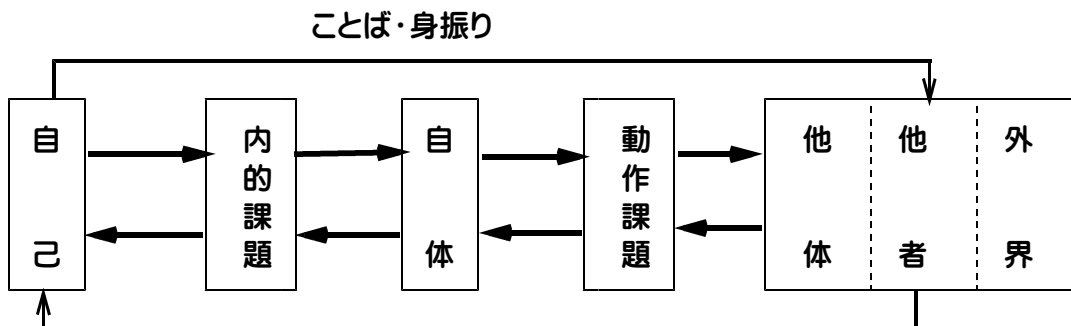 ことば・身振り
自己
内的課題
自体
動作課題
他体
他者
外界